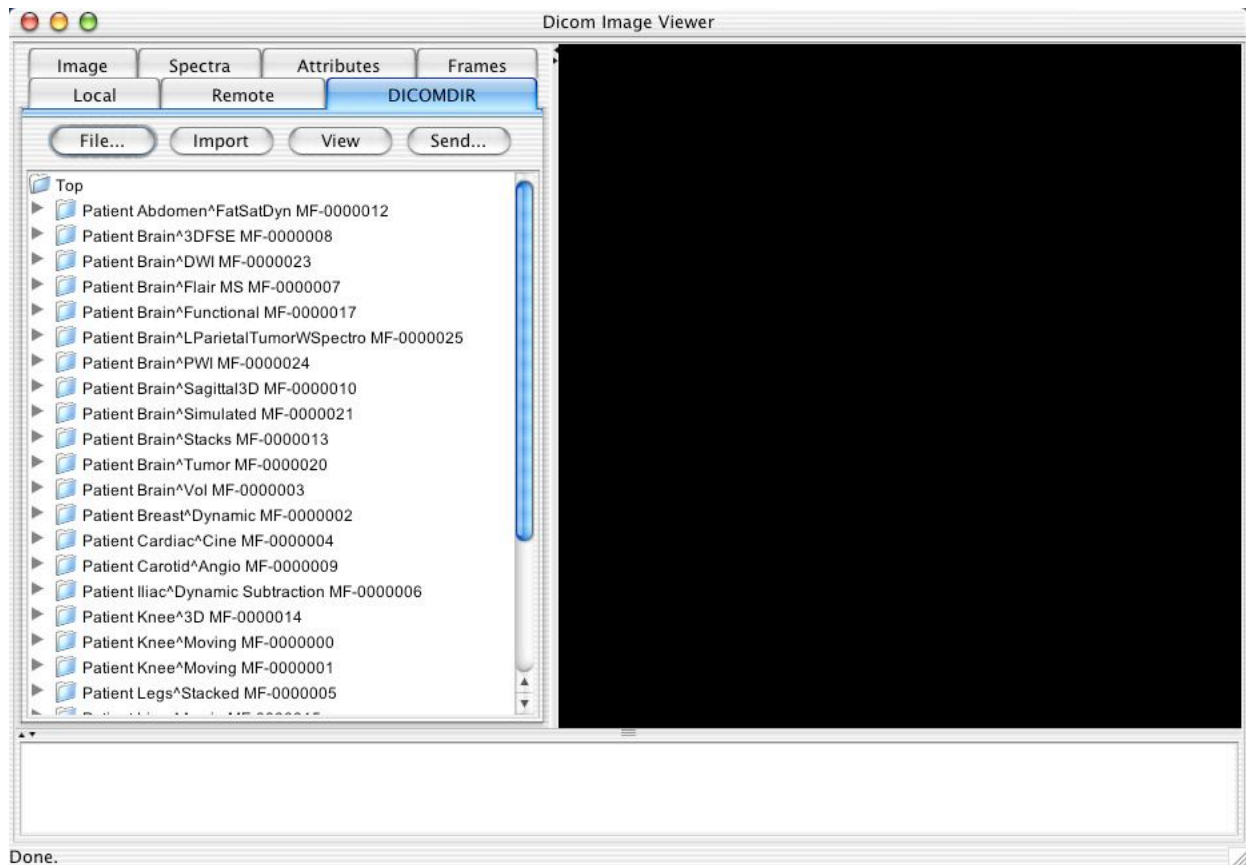 Dicom Image Viewer
Image Spectra Attributes Frames
Local Remote DICOMDIR
File... Import View Send...
Top
Patient Abdomen^FatSatDyn MF-0000012
Patient Brain^3DFSE MF-0000008
Patient Brain^DWI MF-0000023
Patient Brain^Flair MS MF-0000007
Patient Brain^Functional MF-0000017
Patient Brain^LParietalTumorWSpectro MF-0000025
Patient Brain^PWI MF-0000024
Patient Brain^Sagittal3D MF-0000010
Patient Brain^Simulated MF-0000021
Patient Brain^Stacks MF-0000013
Patient Brain^Tumor MF-0000020
Patient Brain^Vol MF-0000003
Patient Breast^Dynamic MF-0000002
Patient Cardiac^Cine MF-0000004
Patient Carotid^Angio MF-0000009
Patient Iliac^Dynamic Subtraction MF-0000006
Patient Knee^3D MF-0000014
Patient Knee^Moving MF-0000000
Patient Knee^Moving MF-0000001
Patient Legs^Stacked MF-0000005
Done.